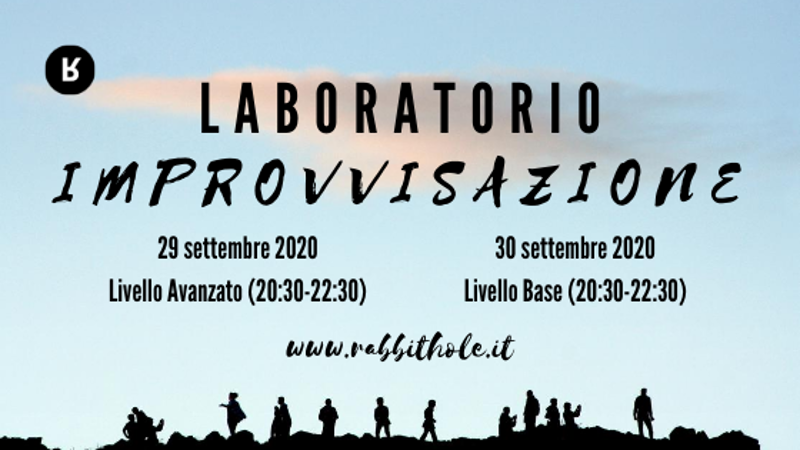 R
LABORATORIO
IMPROVVISAZIONE
29 settembre 2020
Livello Avanzato (20:30-22:30)
30 settembre 2020
Livello Base (20:30-22:30)
www.rabbithole.it